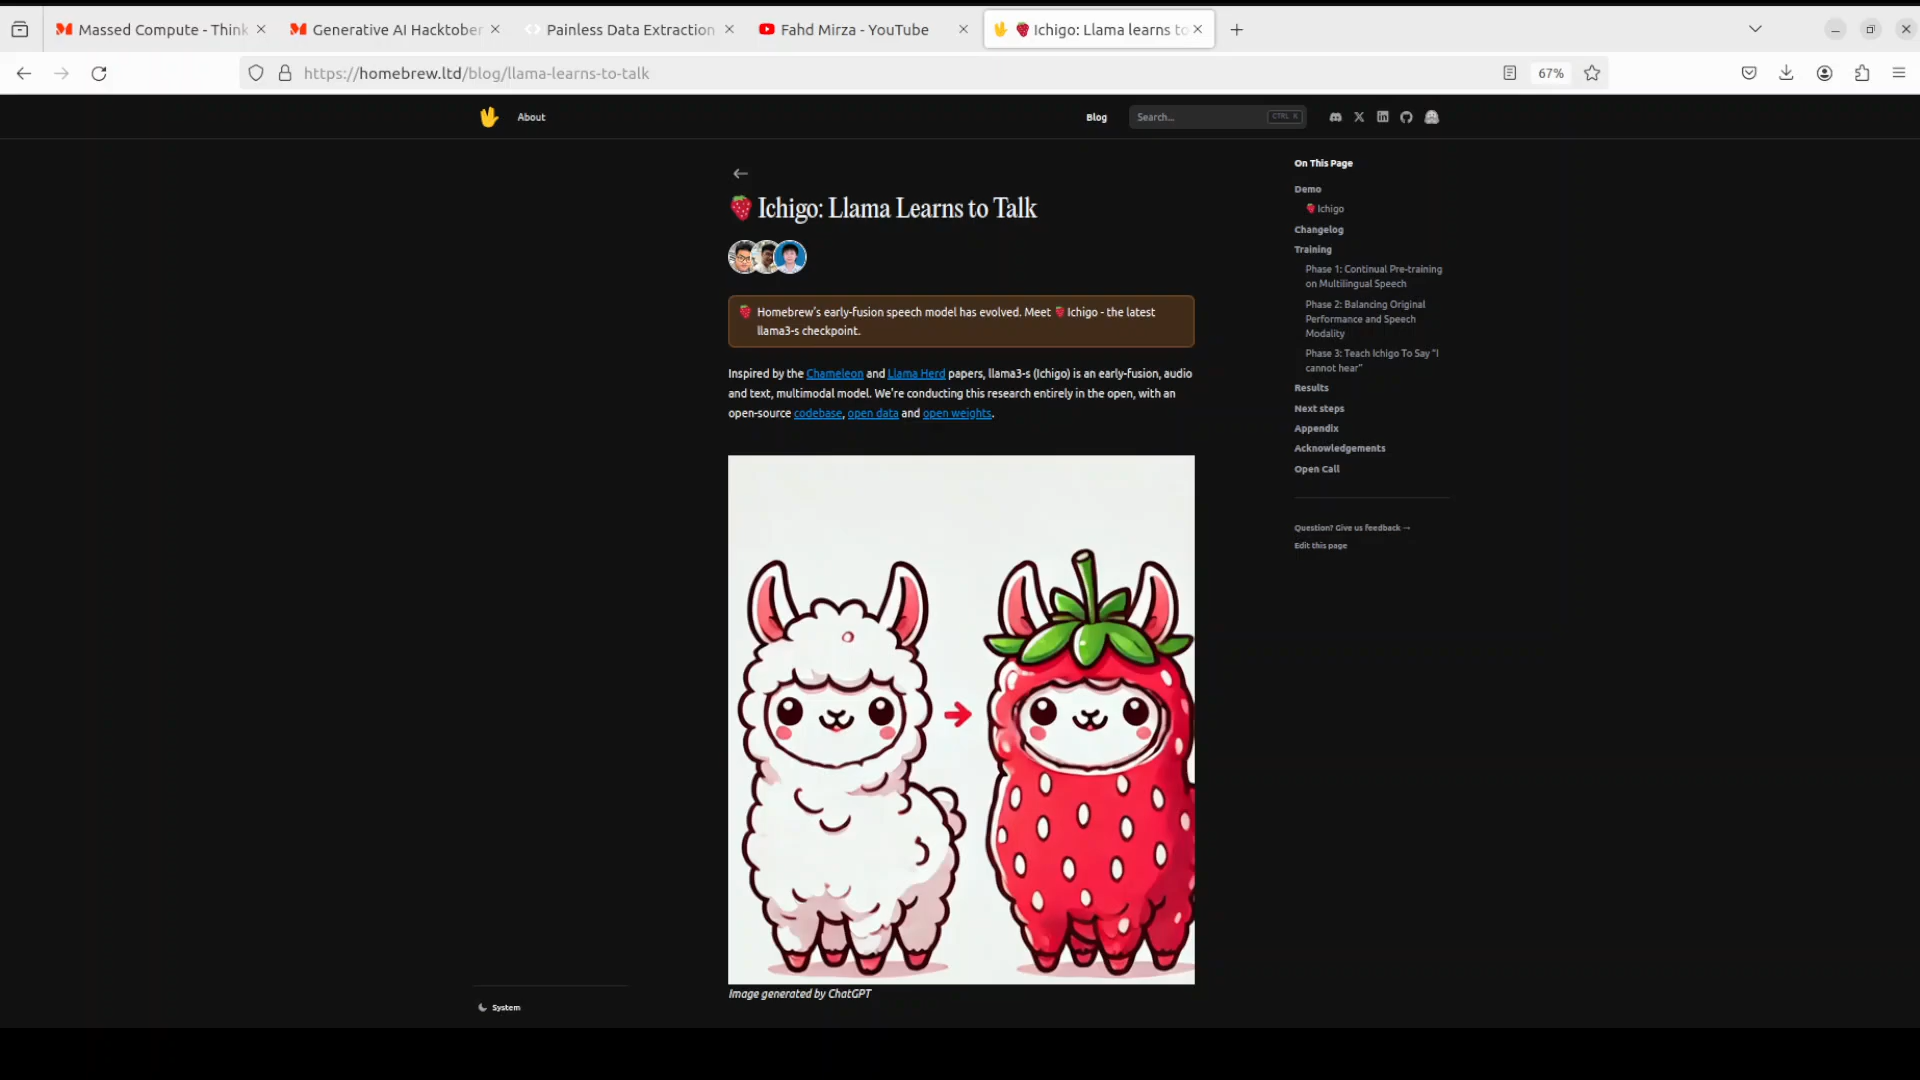 Massed Compute - Think
Generative AI Hacktober
Painless Data Extraction
Fahd Mirza - YouTube
Ichigo: Llama learns to
https://homebrew.ltd/blog/llama-learns-to-talk
67%
About
Blog
Search...
CTRL K
🍓 Ichigo: Llama Learns to Talk
🍓 Homebrew's early-fusion speech model has evolved. Meet 🍓Ichigo - the latest
llama3-s checkpoint.
Inspired by the Chameleon and Llama Herd papers, llama3-s (Ichigo) is an early-fusion, audio
and text, multimodal model. We're conducting this research entirely in the open, with an
open-source codebase, open data and open weights.
Image generated by ChatGPT
On This Page
Demo
🍓 Ichigo
Changelog
Training
Phase 1: Continual Pre-training
on Multilingual Speech
Phase 2: Balancing Original
Performance and Speech
Modality
Phase 3: Teach Ichigo To Say "I
cannot hear"
Results
Next steps
Appendix
Acknowledgements
Open Call
Question? Give us feedback →
Edit this page
System